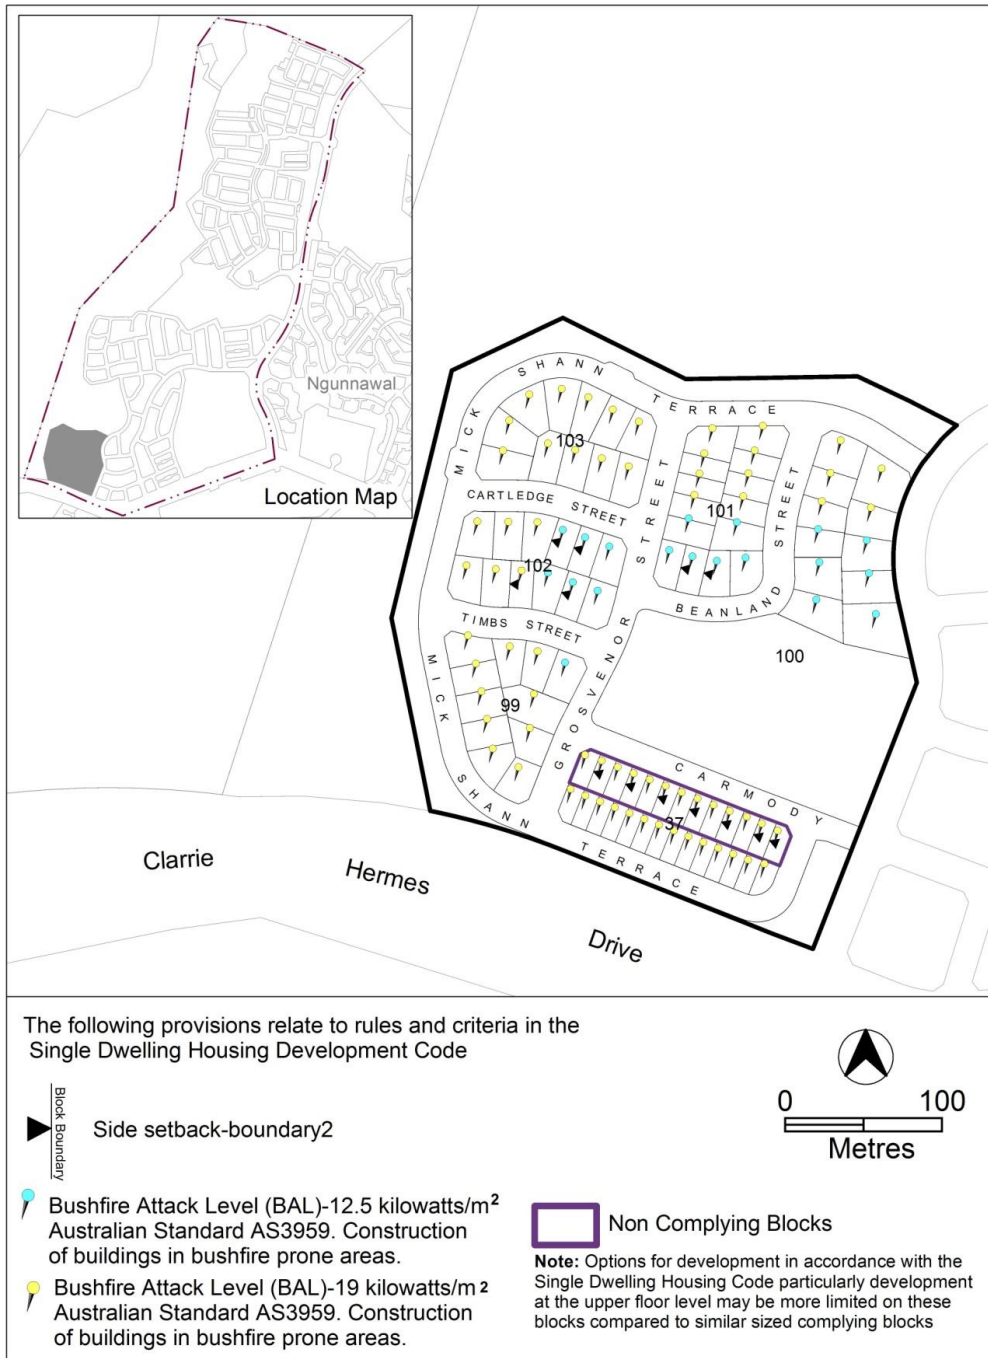 Ngunnawal
Location Map
MICK SHANN TERRACE
103
CARTLEDGE STREET
101
STREET
STREET
102
BEANLAND
TIMBS STREET
100
GROSVENOR
99
MICK SHANN TERRACE
CARMODY
37
Clarrie Hermes Drive
The following provisions relate to rules and criteria in the
Single Dwelling Housing Development Code
Block Boundary
Side setback-boundary2
0 100
Metres
Bushfire Attack Level (BAL)-12.5 kilowatts/m²
Australian Standard AS3959. Construction
of buildings in bushfire prone areas.
Bushfire Attack Level (BAL)-19 kilowatts/m²
Australian Standard AS3959. Construction
of buildings in bushfire prone areas.
Non Complying Blocks
Note: Options for development in accordance with the
Single Dwelling Housing Code particularly development
at the upper floor level may be more limited on these
blocks compared to similar sized complying blocks